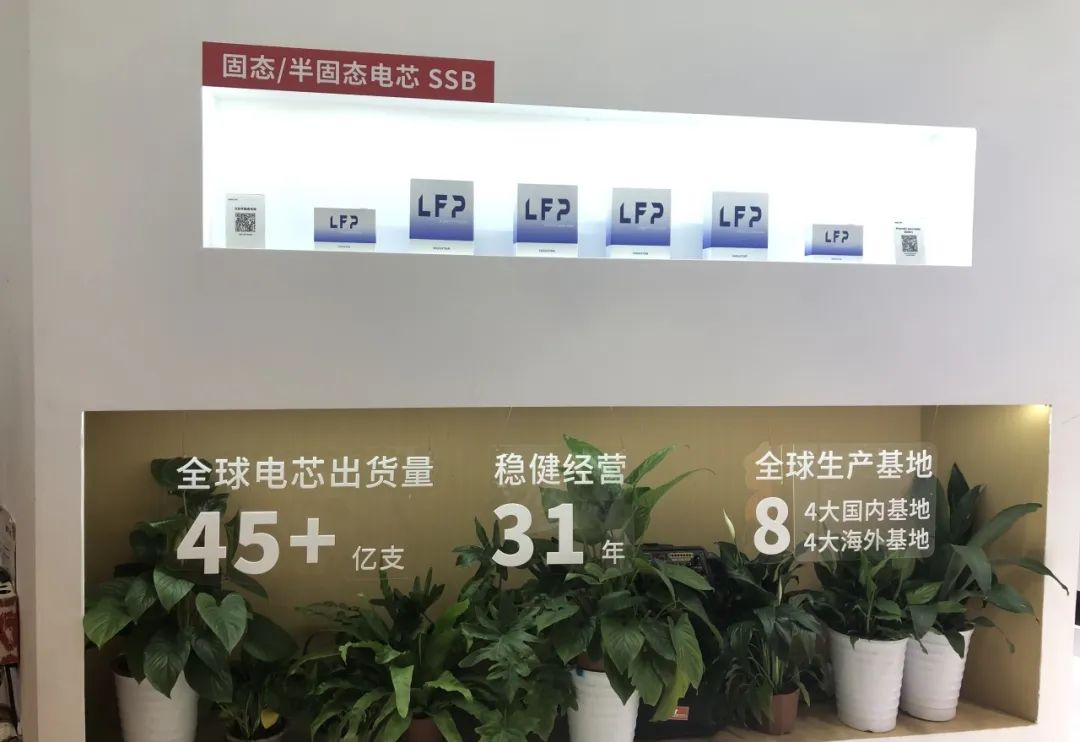 固态/半固态电芯 SSB
LFP
LFP
LFP
LFP
LFP
LFP
全球电芯出货量
45+ 亿支
稳健经营
31 年
全球生产基地
8
4大国内基地
4大海外基地